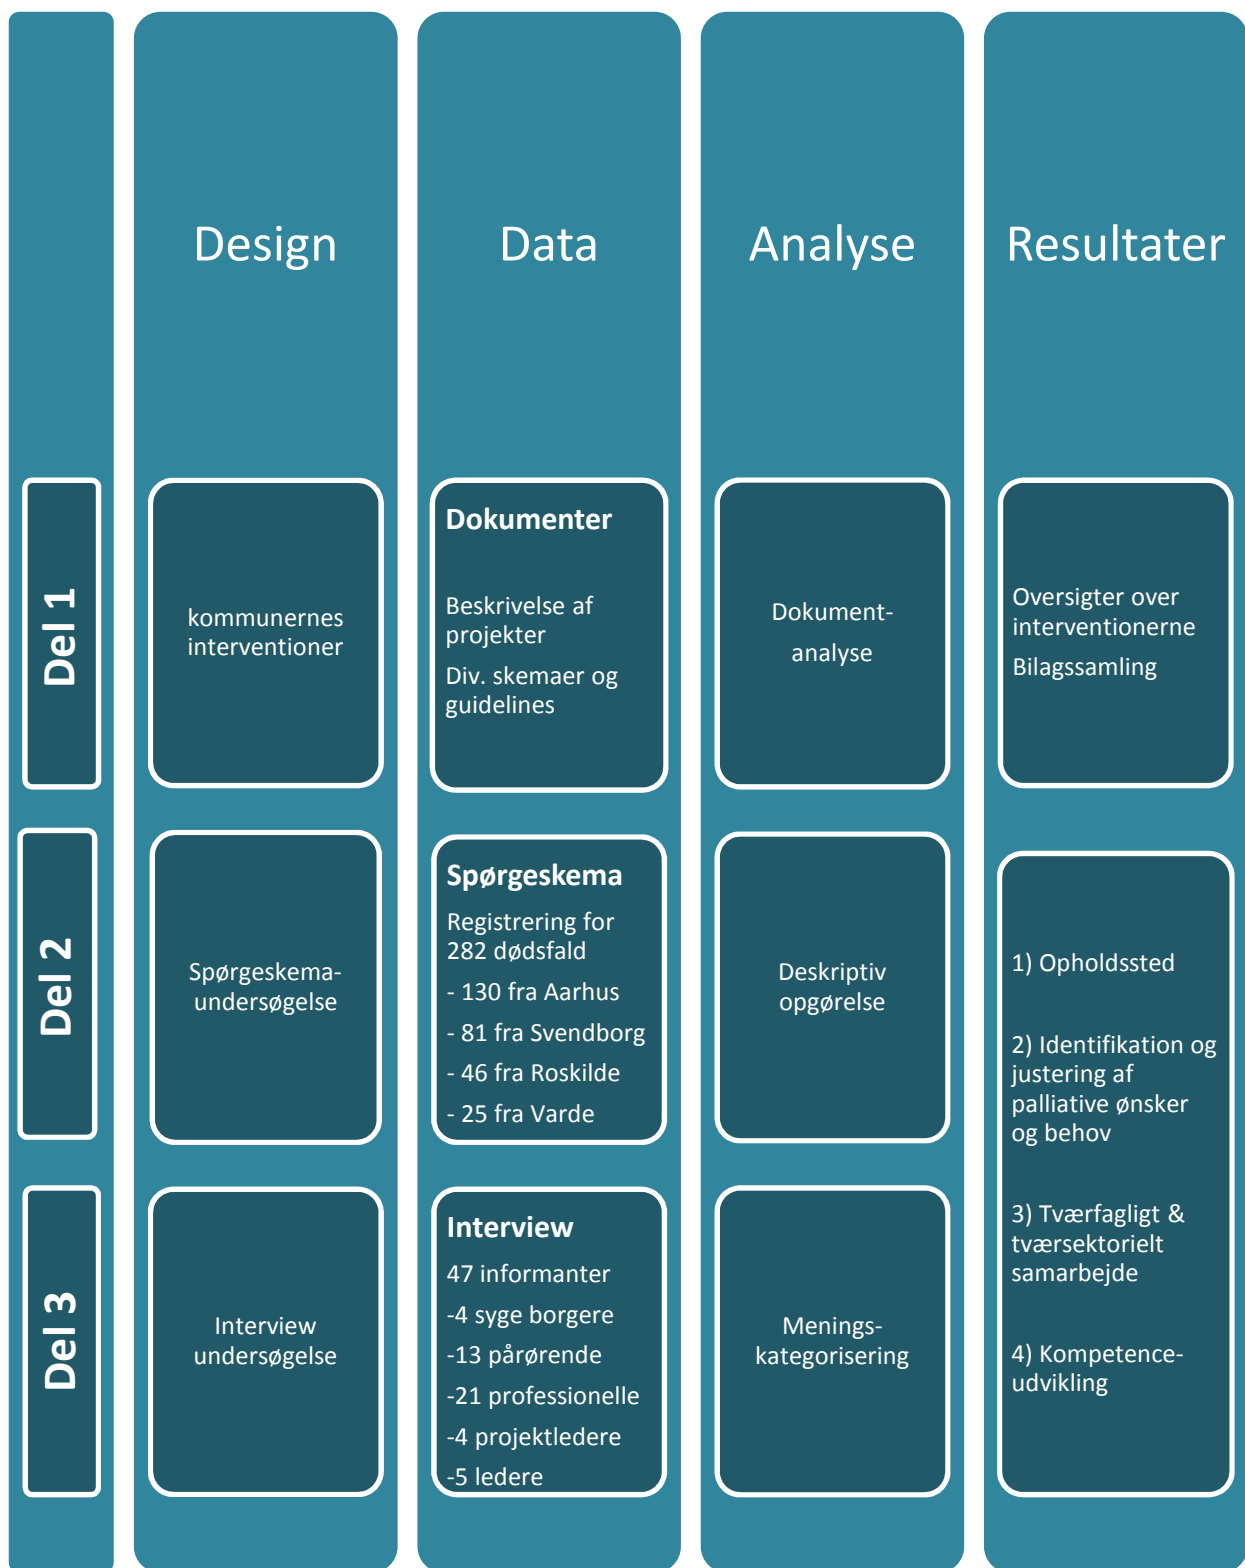 Design
Data
Analyse
Resultater
Del 1
kommunernes
interventioner
Dokumenter
Beskrivelse af
projekter
Div. skemaer og
guidelines
Dokument-
analyse
Oversigter over
interventionerne
Bilagssamling
Del 2
Spørgeskema-
undersøgelse
Spørgeskema
Registrering for
282 dødsfald
- 130 fra Aarhus
- 81 fra Svendborg
- 46 fra Roskilde
- 25 fra Varde
Deskriptiv
opgørelse
1) Opholdssted
2) Identifikation og
justering af
palliative ønsker
og behov
3) Tværfagligt &
tværsektorielt
samarbejde
4) Kompetence-
udvikling
Del 3
Interview
undersøgelse
Interview
47 informanter
-4 syge borgere
-13 pårørende
-21 professionelle
-4 projektledere
-5 ledere
Menings-
kategorisering